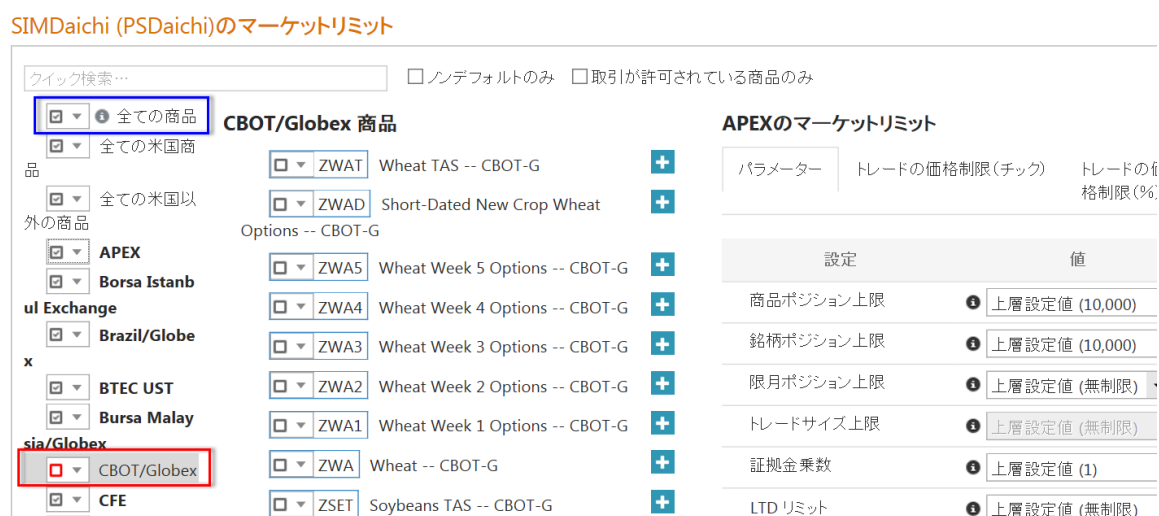 SIMDaichi (PSDaichi)のマーケットリミット
クイック検索…
ノンデフォルトのみ
取引が許可されている商品のみ
全ての商品
全ての米国商
品
全ての米国以
外の商品
APEX
Borsa Istanb
ul Exchange
Brazil/Globe
x
BTEC UST
Bursa Malay
sia/Globex
CBOT/Globex
CFE
CBOT/Globex 商品
ZWAT Wheat TAS -- CBOT-G
ZWAD Short-Dated New Crop Wheat
Options -- CBOT-G
ZWA5 Wheat Week 5 Options -- CBOT-G
ZWA4 Wheat Week 4 Options -- CBOT-G
ZWA3 Wheat Week 3 Options -- CBOT-G
ZWA2 Wheat Week 2 Options -- CBOT-G
ZWA1 Wheat Week 1 Options -- CBOT-G
ZWA Wheat -- CBOT-G
ZSET Soybeans TAS -- CBOT-G
APEXのマーケットリミット
パラメーター
トレードの価格制限(チック)
トレードの
格制限(%)
設定 値
商品ポジション上限 上層設定値 (10,000)
銘柄ポジション上限 上層設定値 (10,000)
限月ポジション上限 上層設定値 (無制限)
トレードサイズ上限 上層設定値 (無制限)
証拠金乗数 上層設定値 (1)
LTD リミット 上層設定値 (無制限)